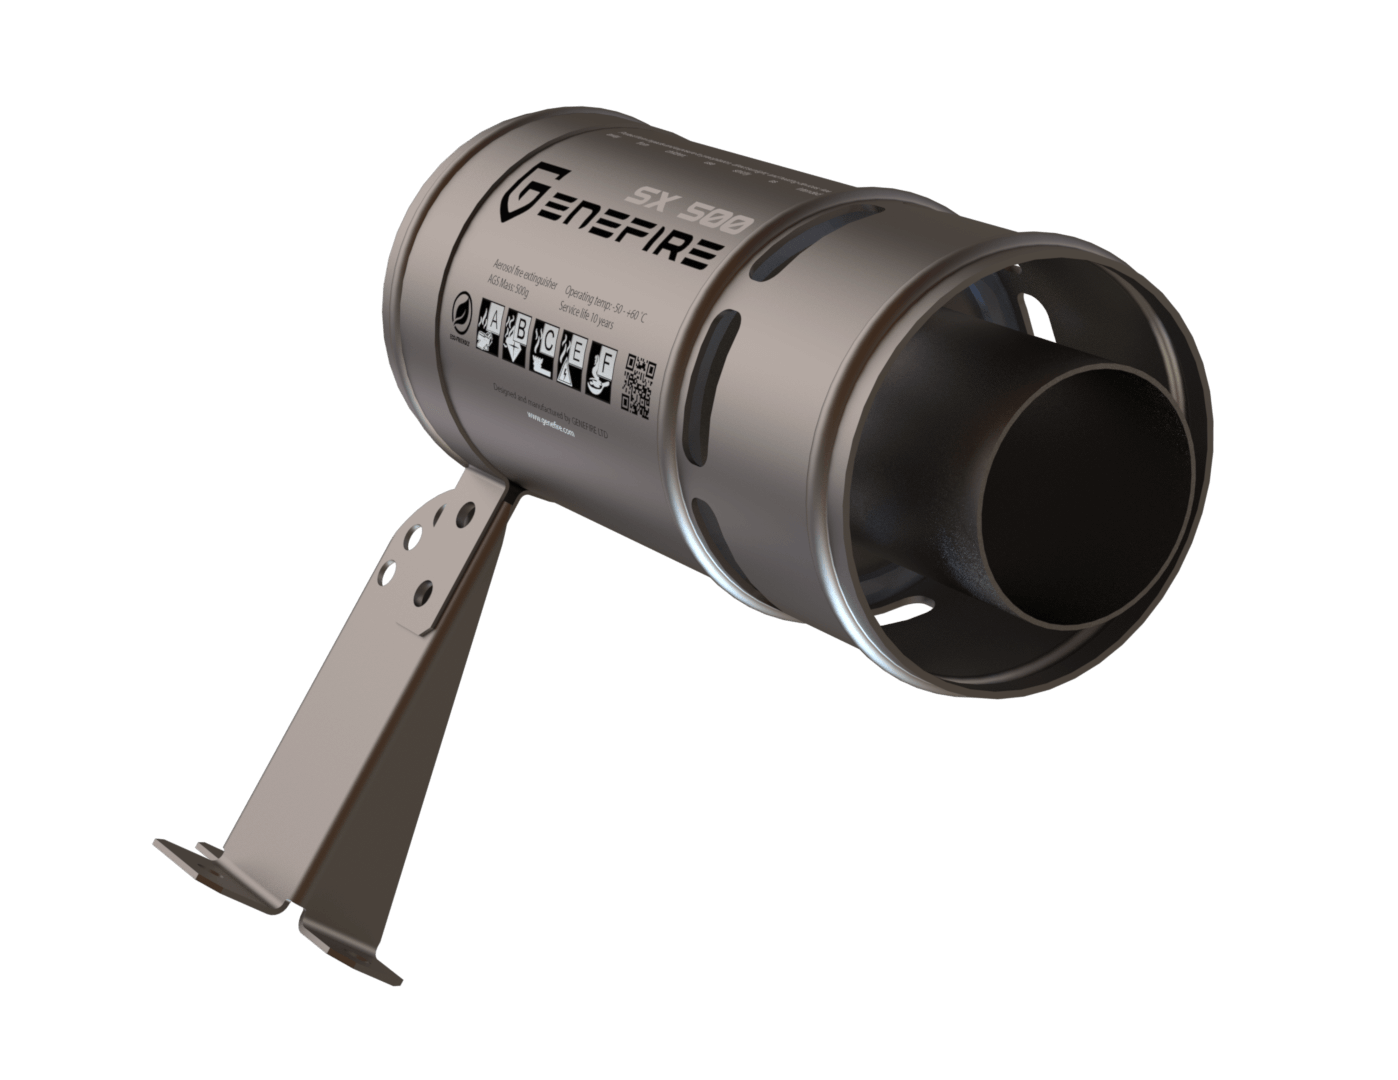 SX 500
GENEFIRE
Aerosol fire extinguisher
AGS Mass: 500g
Operating temp: -50 - +60 °C
Service life 10 years
A B C E F
Designed and manufactured by GENEFIRE LTD
www.genefire.com